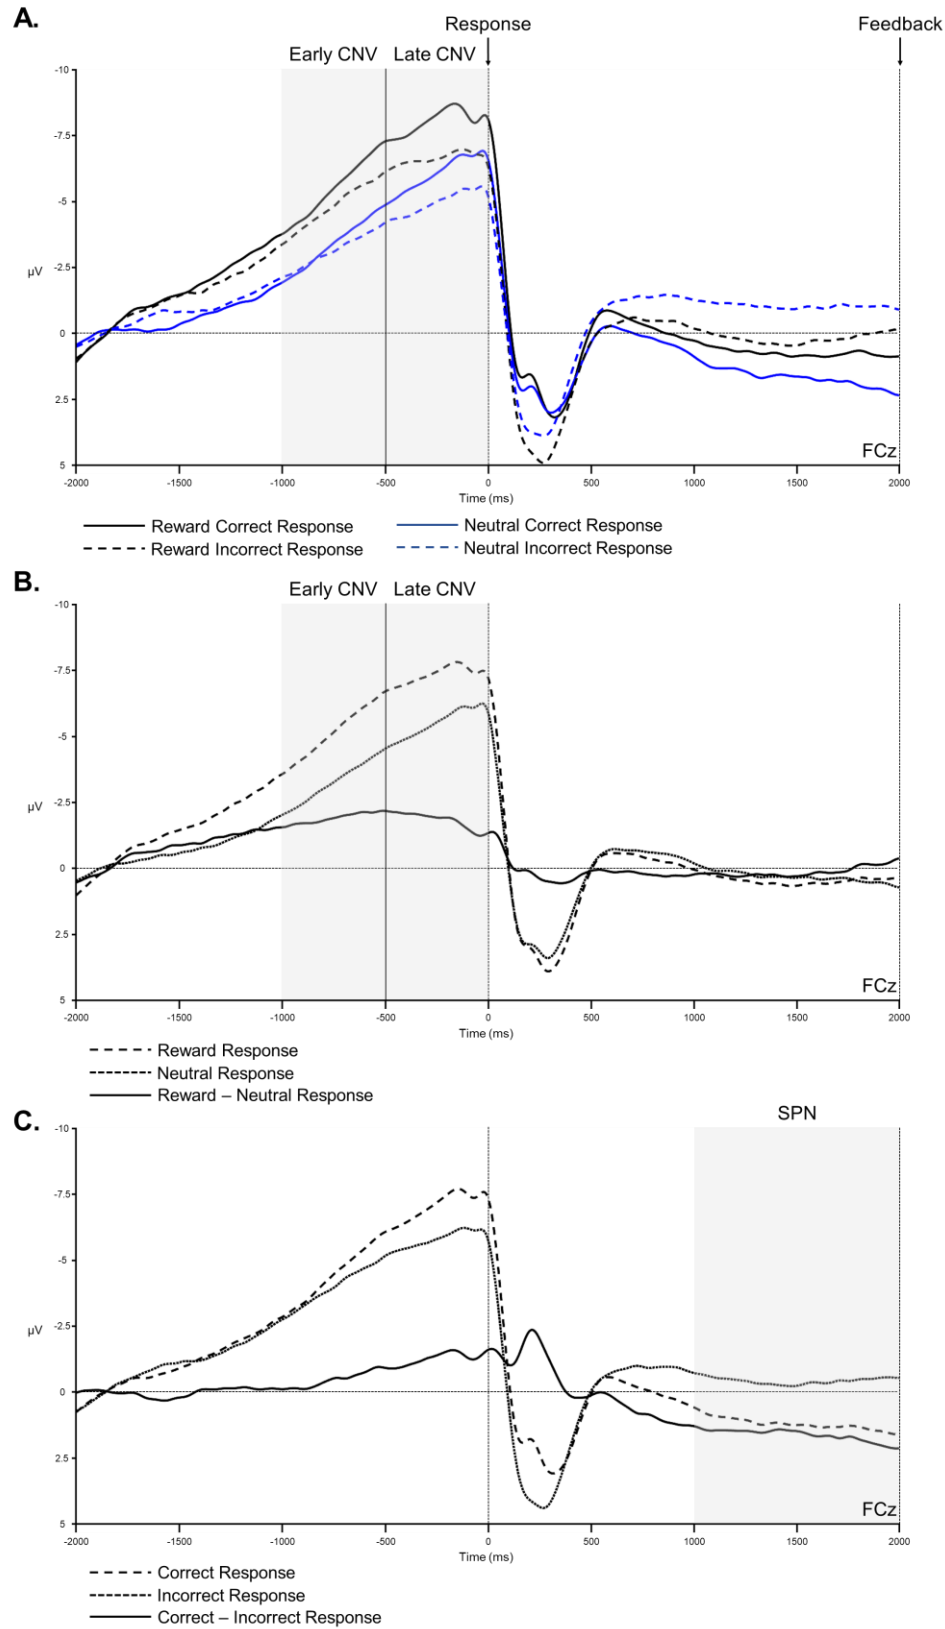 A.
Response
Feedback
Early CNV Late CNV
-10
-7.5
-5
-2.5
µV
0
2.5
5
FCz
-2000 -1500 -1000 -500 0 500 1000 1500 2000
Time (ms)
Reward Correct Response Neutral Correct Response
Reward Incorrect Response Neutral Incorrect Response
B.
Early CNV Late CNV
-10
-7.5
-5
-2.5
µV
0
2.5
5
FCz
-2000 -1500 -1000 -500 0 500 1000 1500 2000
Time (ms)
Reward Response
Neutral Response
Reward – Neutral Response
C.
SPN
-10
-7.5
-5
-2.5
µV
0
2.5
5
FCz
-2000 -1500 -1000 -500 0 500 1000 1500 2000
Time (ms)
Correct Response
Incorrect Response
Correct – Incorrect Response